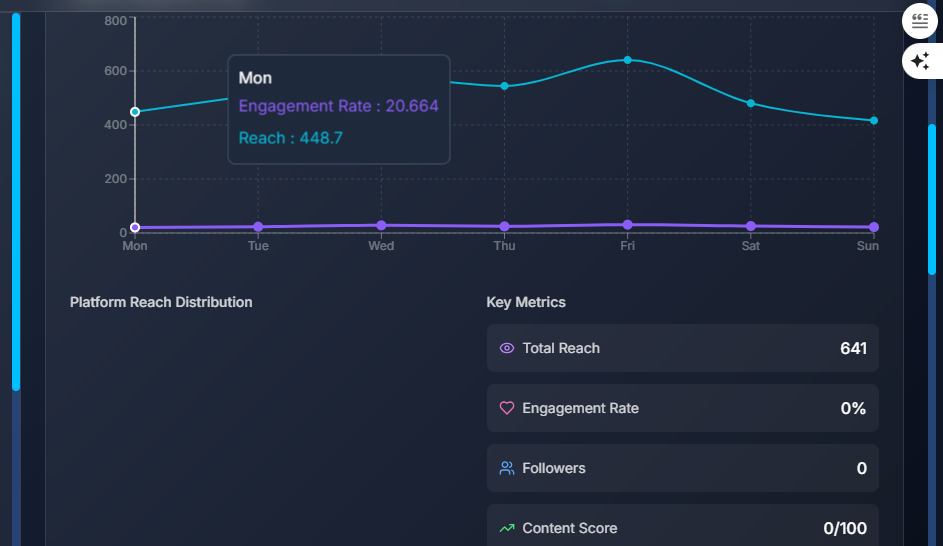 800
Mon
600
Engagement Rate : 20.664
400
Reach : 448.7
200
0
Mon Tue Wed Thu Fri Sat Sun
Platform Reach Distribution
Key Metrics
Total Reach 641
Engagement Rate 0%
Followers 0
Content Score 0/100